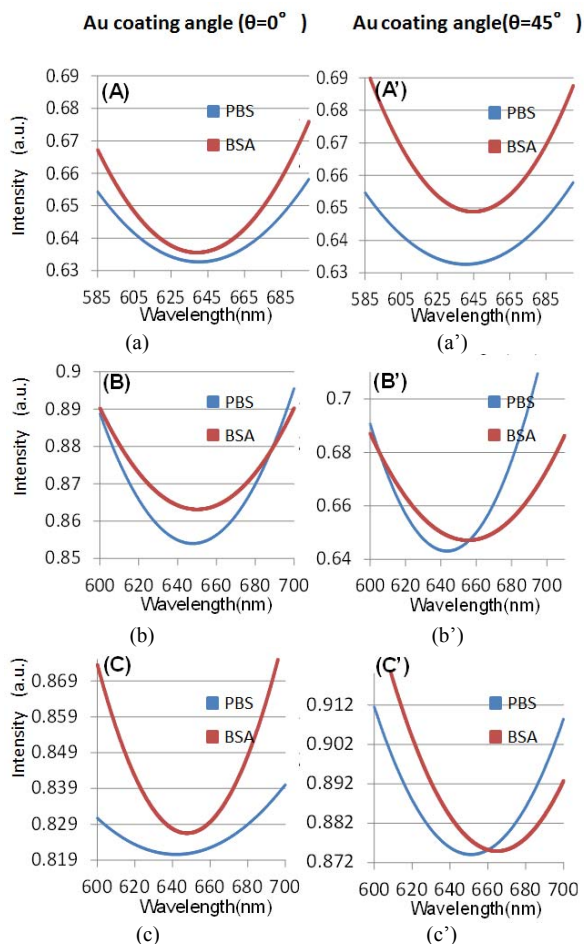 Au coating angle (θ=0° )
Au coating angle(θ=45° )
(A)
PBS
BSA
Intensity (a.u.)
0.69
0.68
0.67
0.66
0.65
0.64
0.63
585 605 625 645 665 685
Wavelength(nm)
(a)
(A')
PBS
BSA
0.69
0.68
0.67
0.66
0.65
0.64
0.63
585 605 625 645 665 685
Wavelength(nm)
(a')
(B)
PBS
BSA
Intensity (a.u.)
0.9
0.89
0.88
0.87
0.86
0.85
600 620 640 660 680 700
Wavelength(nm)
(b)
(B')
PBS
BSA
0.7
0.68
0.66
0.64
600 620 640 660 680 700
Wavelength(nm)
(b')
(C)
PBS
BSA
Intensity (a.u.)
0.869
0.859
0.849
0.839
0.829
0.819
600 620 640 660 680 700
Wavelength(nm)
(c)
(C')
PBS
BSA
0.912
0.902
0.892
0.882
0.872
600 620 640 660 680 700
Wavelength(nm)
(c')